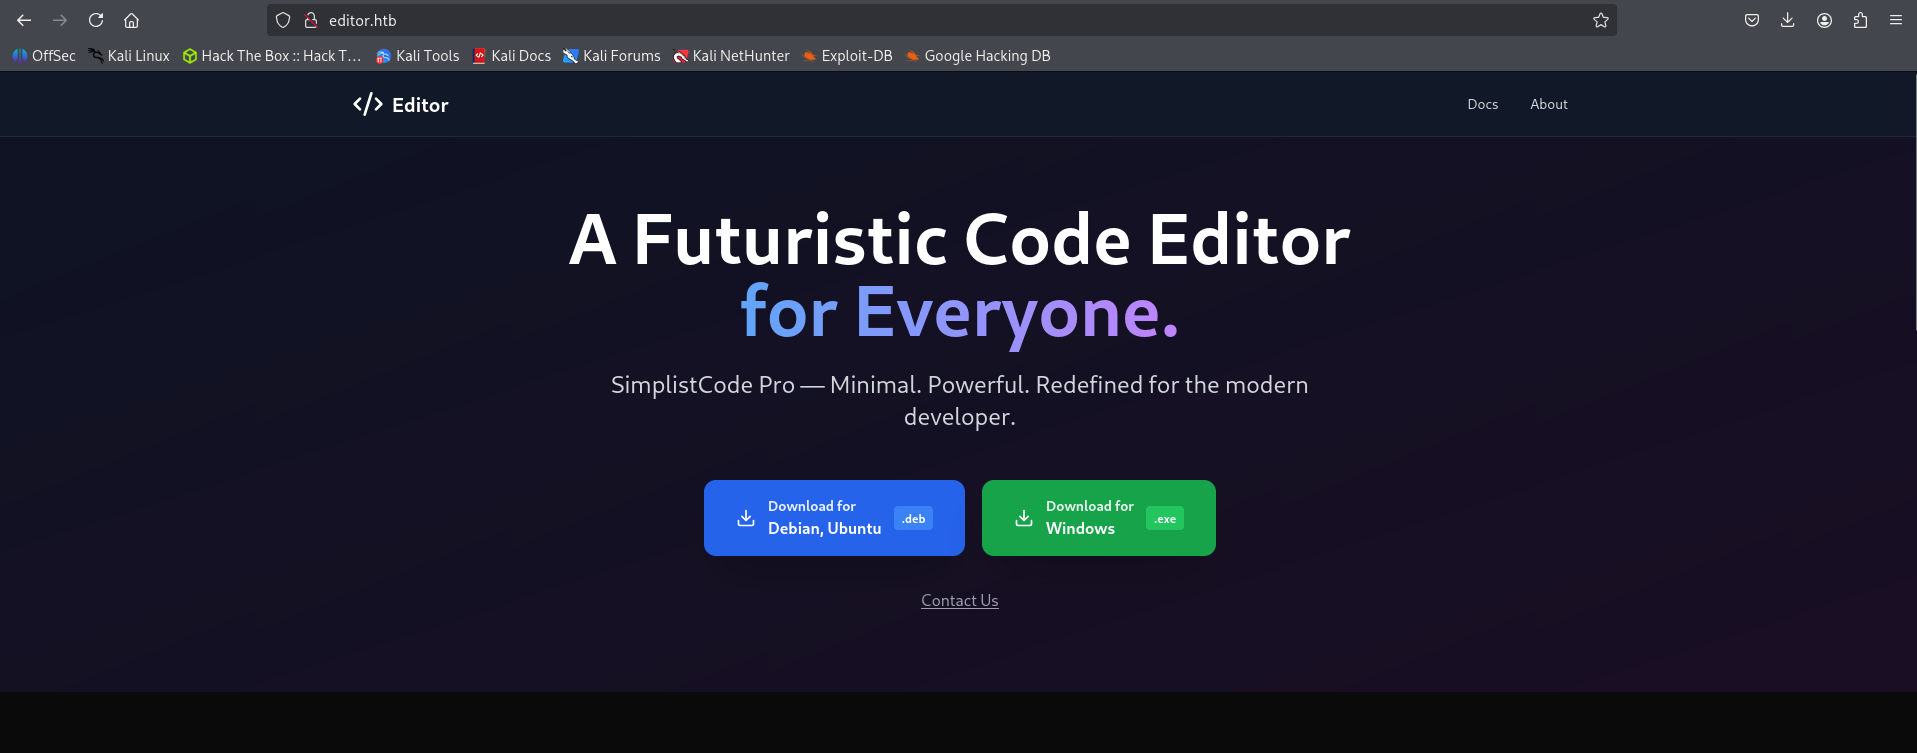 editor.htb
OffSec Kali Linux Hack The Box :: Hack T… Kali Tools Kali Docs Kali Forums Kali NetHunter Exploit-DB Google Hacking DB
</> Editor Docs About
A Futuristic Code Editor
for Everyone.
SimplistCode Pro — Minimal. Powerful. Redefined for the modern
developer.
Download for
Debian, Ubuntu .deb
Download for
Windows .exe
Contact Us